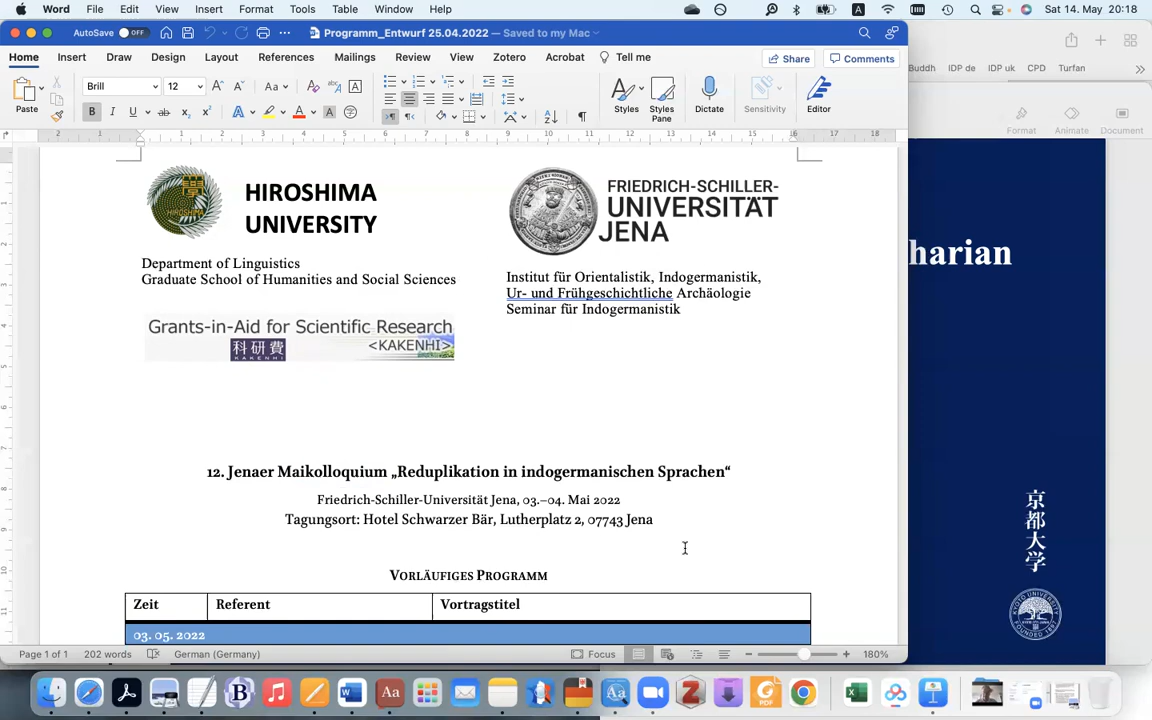 Word File Edit View Insert Format Tools Table Window Help
Sat 14. May 20:18
AutoSave OFF
Programm_Entwurf 25.04.2022 — Saved to my Mac
Home Insert Draw Design Layout References Mailings Review View Zotero Acrobat Tell me
Share Comments
Paste
Brill 12
Styles
Styles Pane
Dictate
Sensitivity
Editor
Buddh IDP de IDP uk CPD Turfan
Format Animate Document
HIROSHIMA
UNIVERSITY
Department of Linguistics
Graduate School of Humanities and Social Sciences
Grants-in-Aid for Scientific Research
科研費 <KAKENHI>
KAKENHI
FRIEDRICH-SCHILLER-
UNIVERSITÄT
JENA
Institut für Orientalistik, Indogermanistik,
Ur- und Frühgeschichtliche Archäologie
Seminar für Indogermanistik
12. Jenaer Maikolloquium „Reduplikation in indogermanischen Sprachen“
Friedrich-Schiller-Universität Jena, 03.–04. Mai 2022
Tagungsort: Hotel Schwarzer Bär, Lutherplatz 2, 07743 Jena
VORLÄUFIGES PROGRAMM
Zeit Referent Vortragstitel
03. 05. 2022
harian
京都大学
Page 1 of 1 202 words German (Germany) Focus 180%